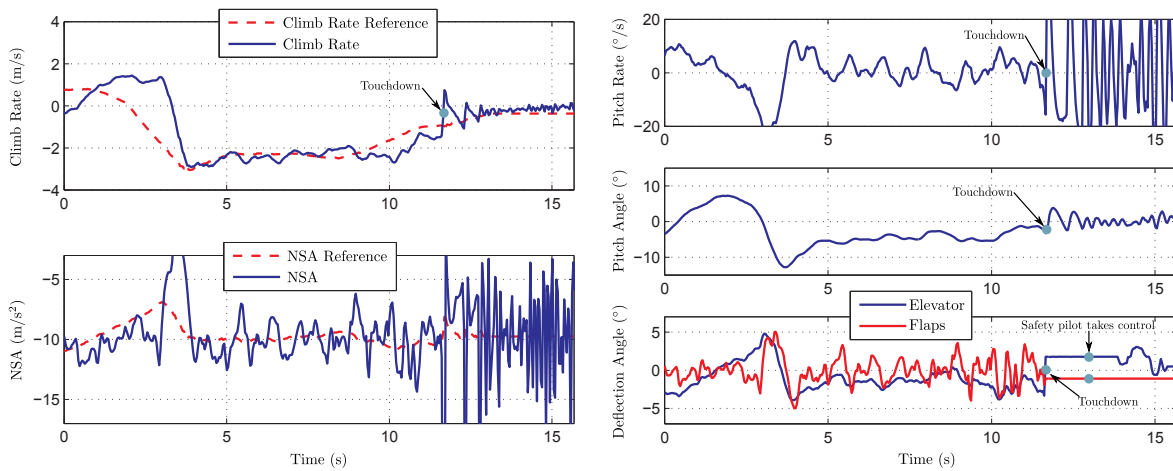 Climb Rate Reference
Climb Rate
Climb Rate (m/s)
4
2
0
−2
−4
Touchdown
0
5
10
15
NSA Reference
NSA
NSA (m/s²)
−5
−10
−15
0
5
10
15
Time (s)
Pitch Rate (°/s)
20
0
−20
Touchdown
0
5
10
15
Pitch Angle (°)
10
0
−10
Touchdown
0
5
10
15
Elevator
Flaps
Deflection Angle (°)
5
0
−5
Safety pilot takes control
Touchdown
0
5
10
15
Time (s)